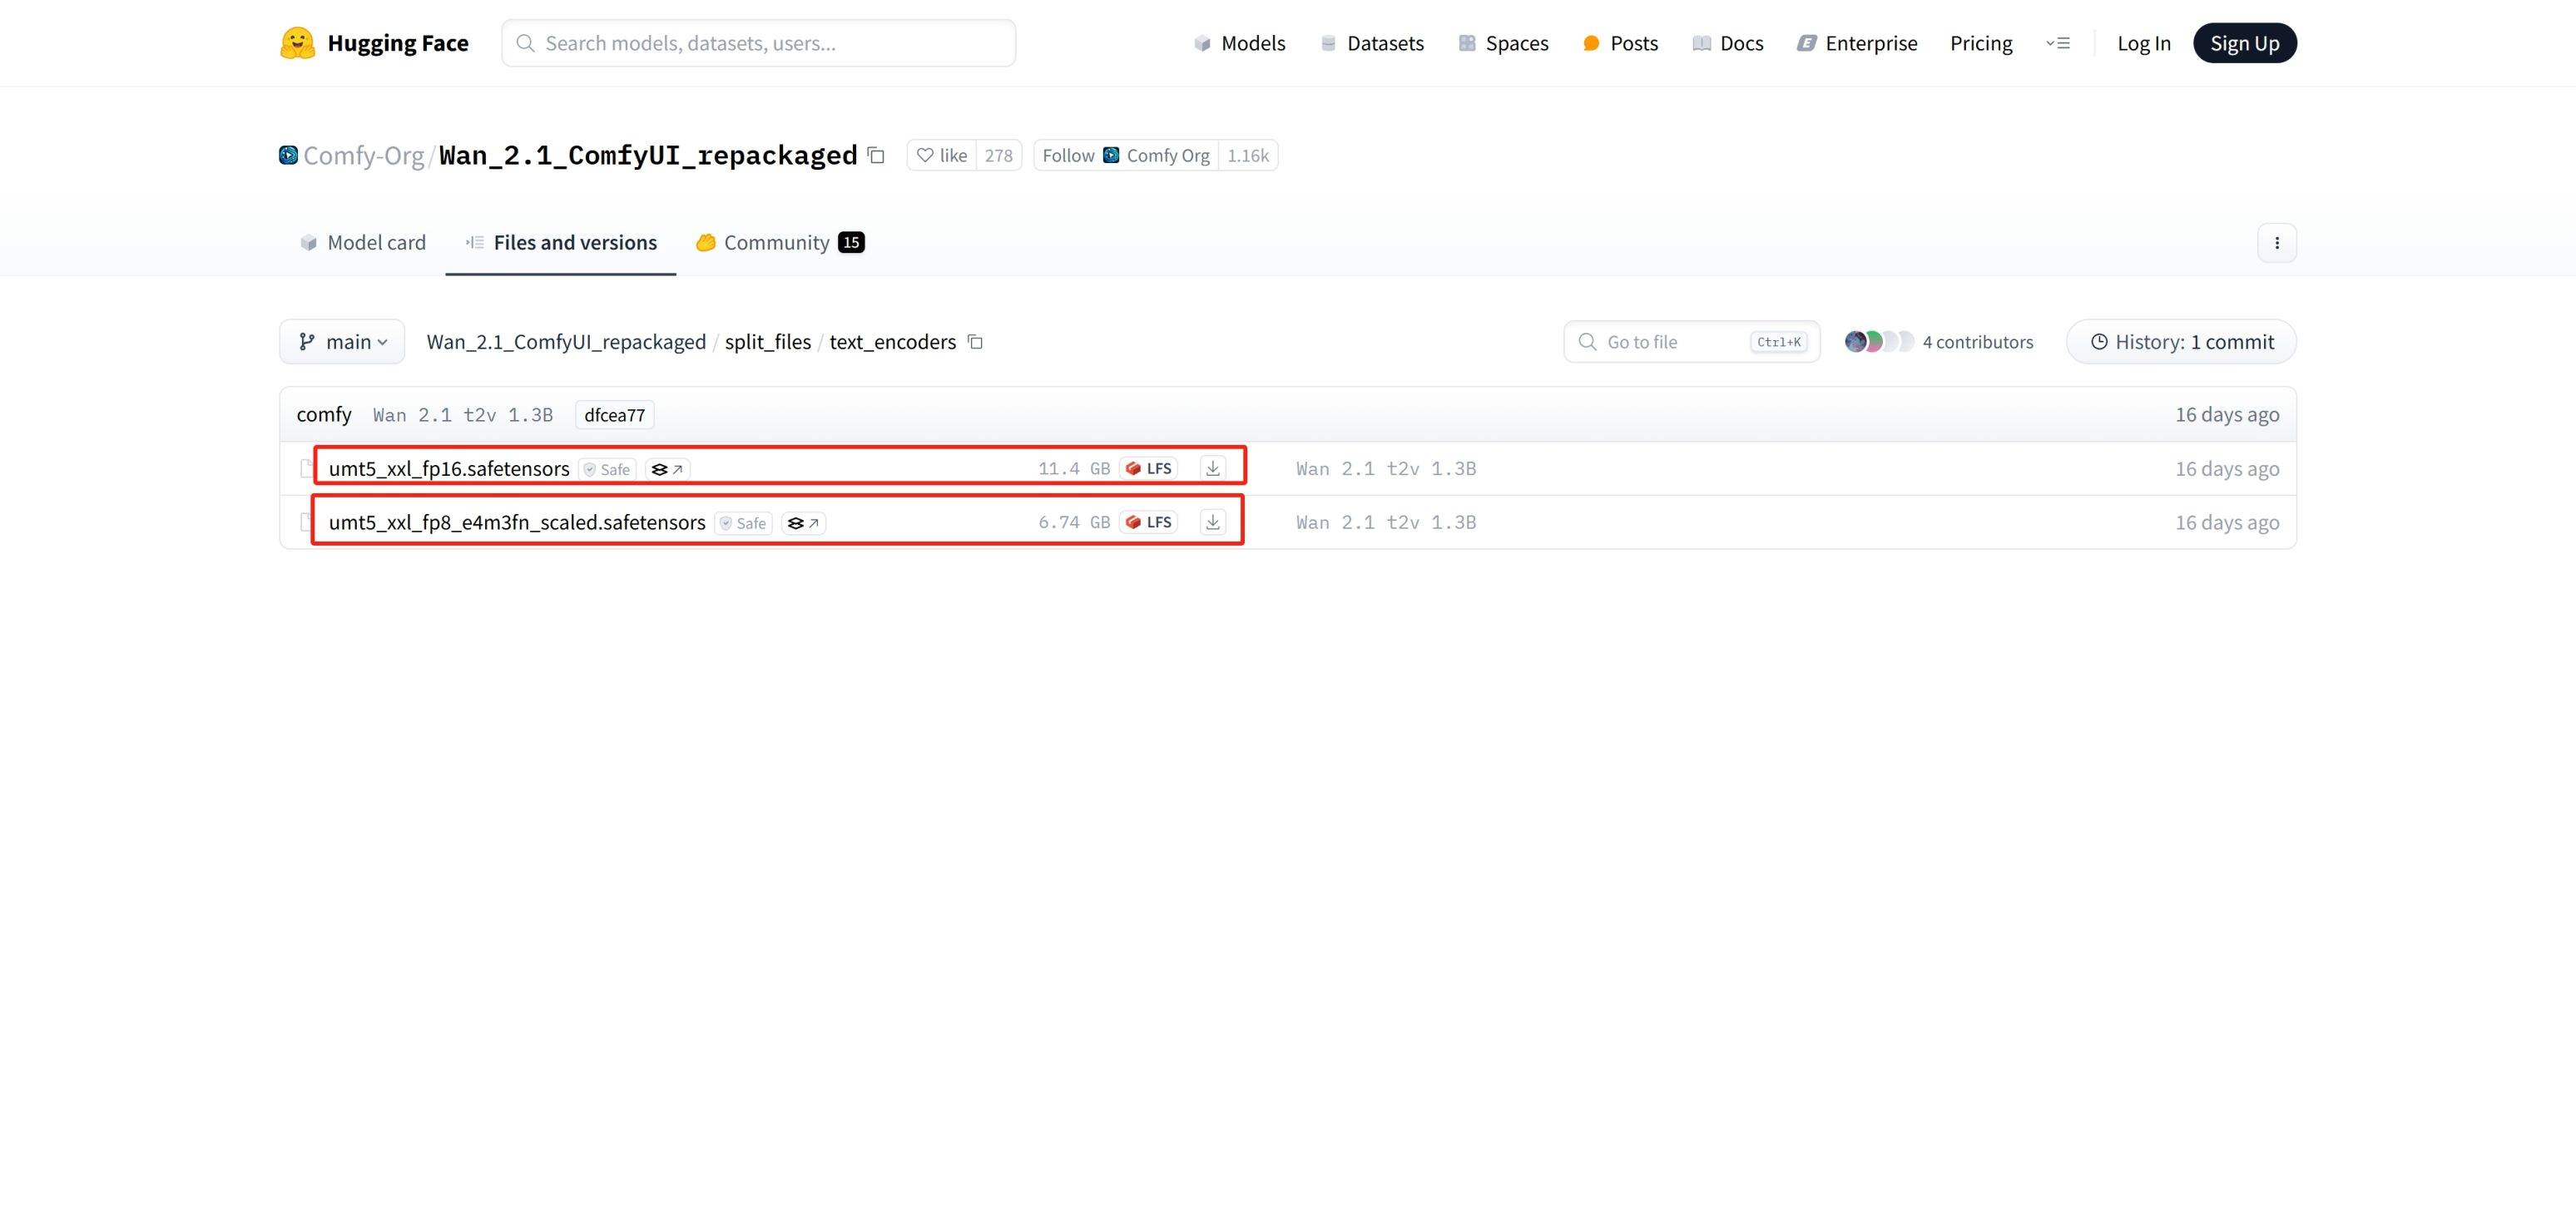 Hugging Face Search models, datasets, users... Models Datasets Spaces Posts Docs Enterprise Pricing Log In Sign Up
Comfy-Org/Wan_2.1_ComfyUI_repackaged like 278 Follow Comfy Org 1.16k
Model card Files and versions Community 15
main Wan_2.1_ComfyUI_repackaged / split_files / text_encoders Go to file Ctrl+K 4 contributors History: 1 commit
comfy Wan 2.1 t2v 1.3B dfcea77 16 days ago
umt5_xxl_fp16.safetensors Safe 11.4 GB LFS Wan 2.1 t2v 1.3B 16 days ago
umt5_xxl_fp8_e4m3fn_scaled.safetensors Safe 6.74 GB LFS Wan 2.1 t2v 1.3B 16 days ago